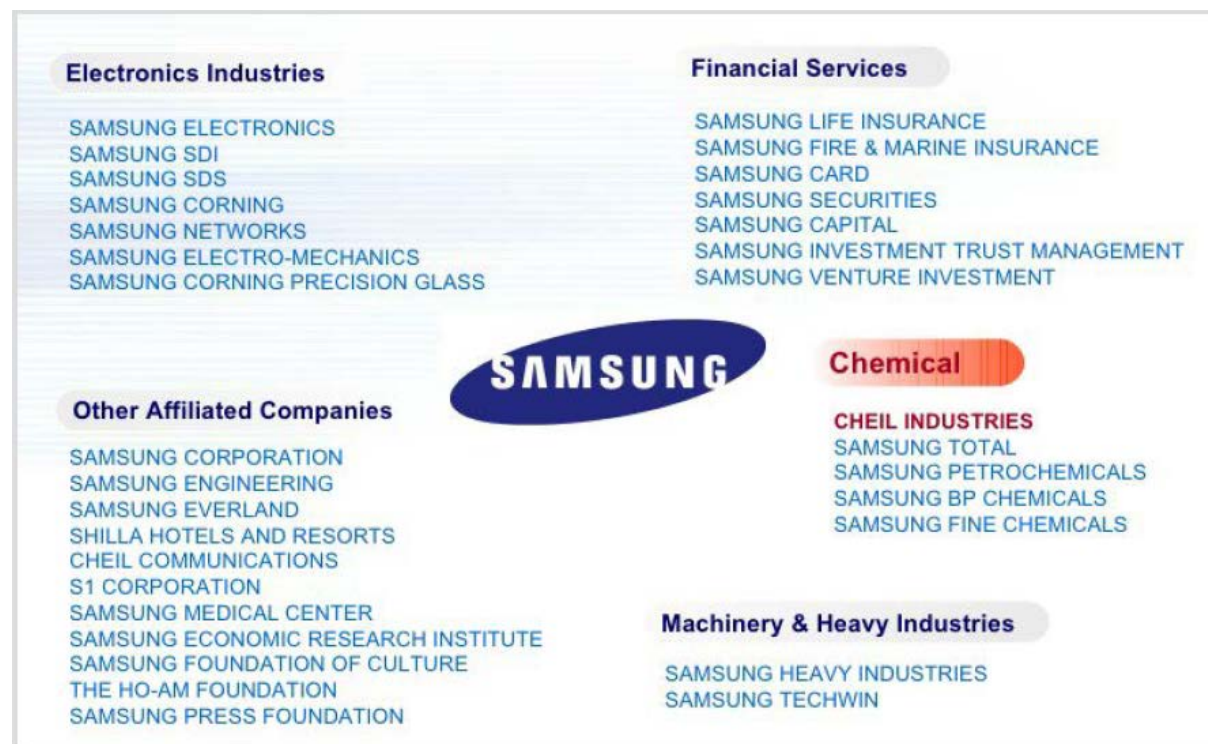 Electronics Industries
SAMSUNG ELECTRONICS
SAMSUNG SDI
SAMSUNG SDS
SAMSUNG CORNING
SAMSUNG NETWORKS
SAMSUNG ELECTRO-MECHANICS
SAMSUNG CORNING PRECISION GLASS
Financial Services
SAMSUNG LIFE INSURANCE
SAMSUNG FIRE & MARINE INSURANCE
SAMSUNG CARD
SAMSUNG SECURITIES
SAMSUNG CAPITAL
SAMSUNG INVESTMENT TRUST MANAGEMENT
SAMSUNG VENTURE INVESTMENT
SAMSUNG
Chemical
CHEIL INDUSTRIES
SAMSUNG TOTAL
SAMSUNG PETROCHEMICALS
SAMSUNG BP CHEMICALS
SAMSUNG FINE CHEMICALS
Other Affiliated Companies
SAMSUNG CORPORATION
SAMSUNG ENGINEERING
SAMSUNG EVERLAND
SHILLA HOTELS AND RESORTS
CHEIL COMMUNICATIONS
S1 CORPORATION
SAMSUNG MEDICAL CENTER
SAMSUNG ECONOMIC RESEARCH INSTITUTE
SAMSUNG FOUNDATION OF CULTURE
THE HO-AM FOUNDATION
SAMSUNG PRESS FOUNDATION
Machinery & Heavy Industries
SAMSUNG HEAVY INDUSTRIES
SAMSUNG TECHWIN